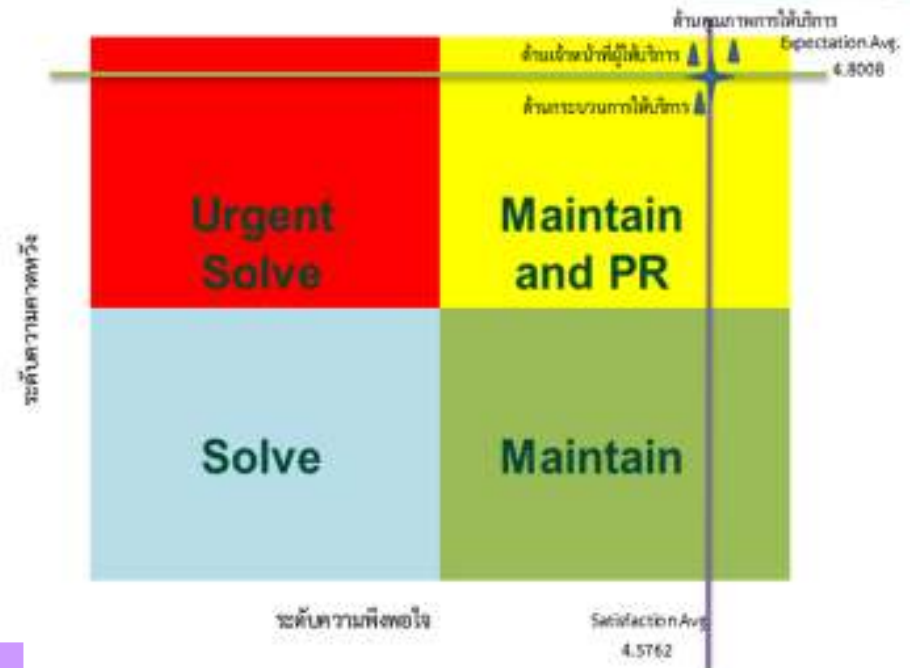 ด้านคุณภาพการให้บริการ
Expectation Avg.
4.8008
ด้านเจ้าหน้าที่ผู้ให้บริการ
ด้านกระบวนการให้บริการ
Urgent
Solve
Maintain
and PR
ระดับความคาดหวัง
Solve
Maintain
ระดับความพึงพอใจ
Satisfaction Avg
4.5762